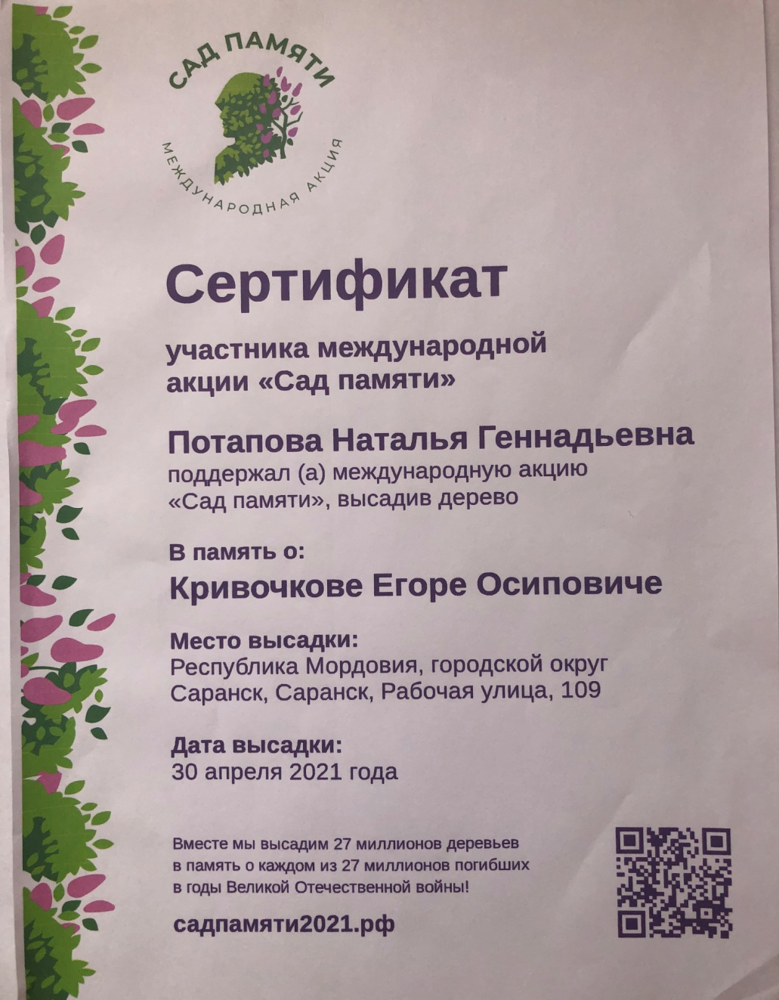 САД ПАМЯТИ
МЕЖДУНАРОДНАЯ АКЦИЯ
Сертификат
участника международной
акции «Сад памяти»
Потапова Наталья Геннадьевна
поддержал (а) международную акцию
«Сад памяти», высадив дерево
В память о:
Кривочкове Егоре Осиповиче
Место высадки:
Республика Мордовия, городской округ
Саранск, Саранск, Рабочая улица, 109
Дата высадки:
30 апреля 2021 года
Вместе мы высадим 27 миллионов деревьев
в память о каждом из 27 миллионов погибших
в годы Великой Отечественной войны!
садпамяти2021.рф